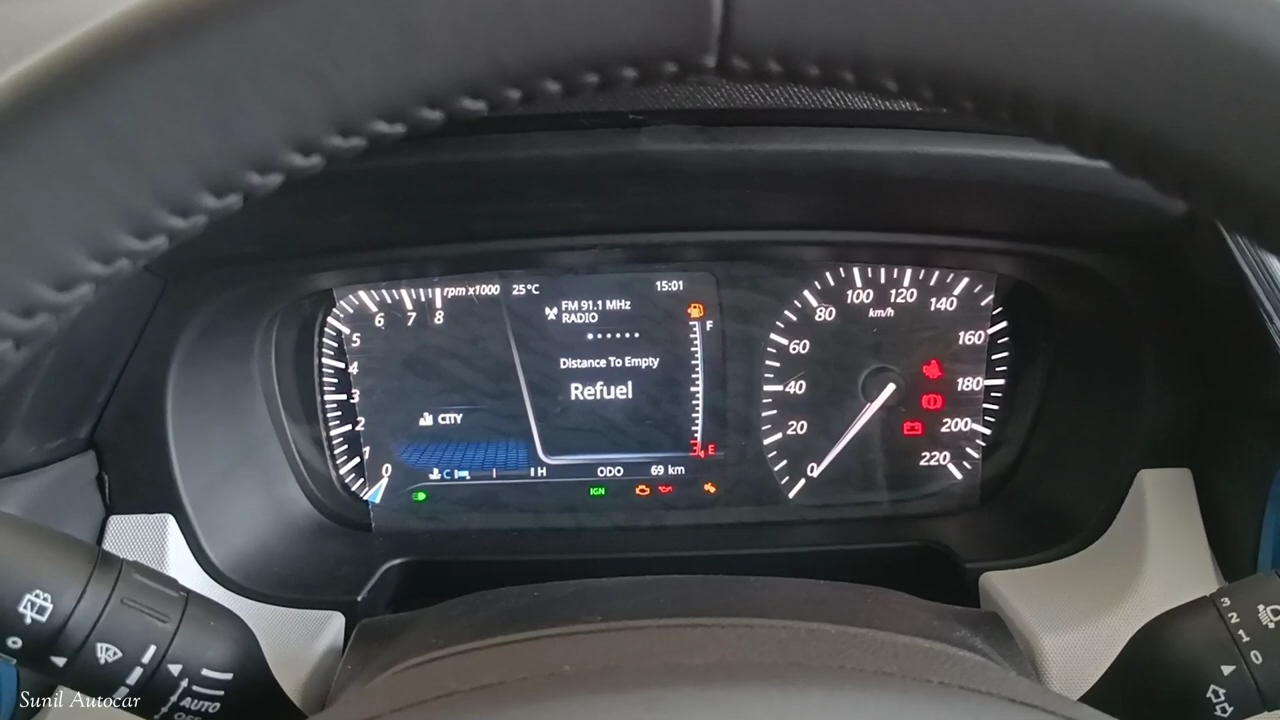 rpm x1000
25°C
15:01
FM 91.1 MHz
RADIO
F
Distance To Empty
Refuel
E
CITY
8
7
6
5
4
3
2
1
0
C
H
ODO
69 km
IGN
0
20
40
60
80
100
120
140
160
180
200
220
km/h
AUTO
OFF
3
2
1
0
Sunil Autocar